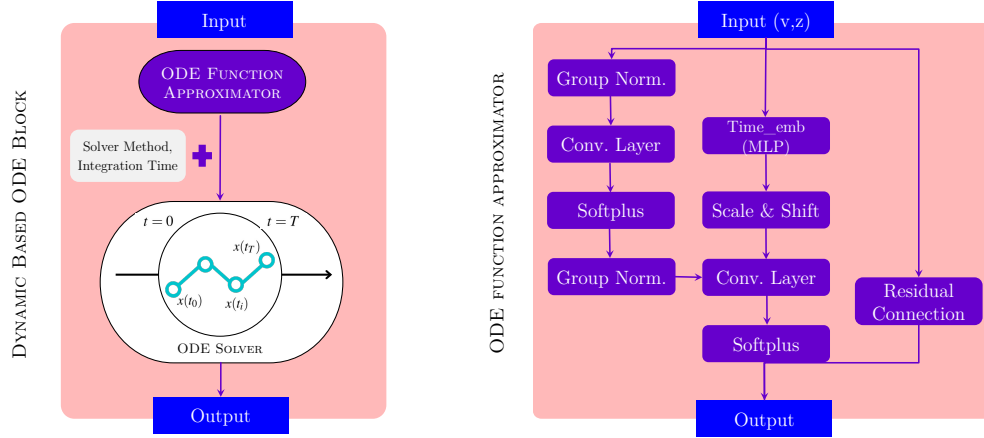 DYNAMIC BASED ODE BLOCK
Input
ODE FUNCTION
APPROXIMATOR
Solver Method,
Integration Time
t = 0
t = T
x(t_T)
x(t_0)
x(t_i)
ODE SOLVER
Output
ODE FUNCTION APPROXIMATOR
Input (v,z)
Group Norm.
Conv. Layer
Softplus
Group Norm.
Time_emb
(MLP)
Scale & Shift
Conv. Layer
Softplus
Residual
Connection
Output